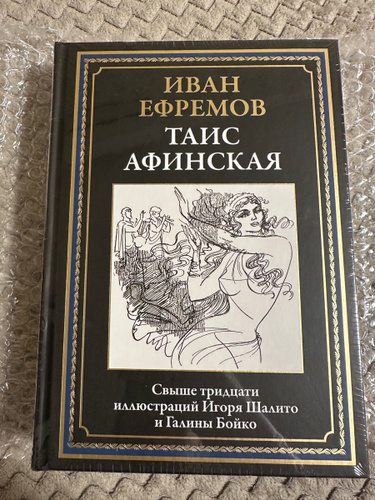 ИВАН
ЕФРЕМОВ
ТАИС
АФИНСКАЯ
Свыше тридцати
иллюстраций Игоря Шалито
и Галины Бойко